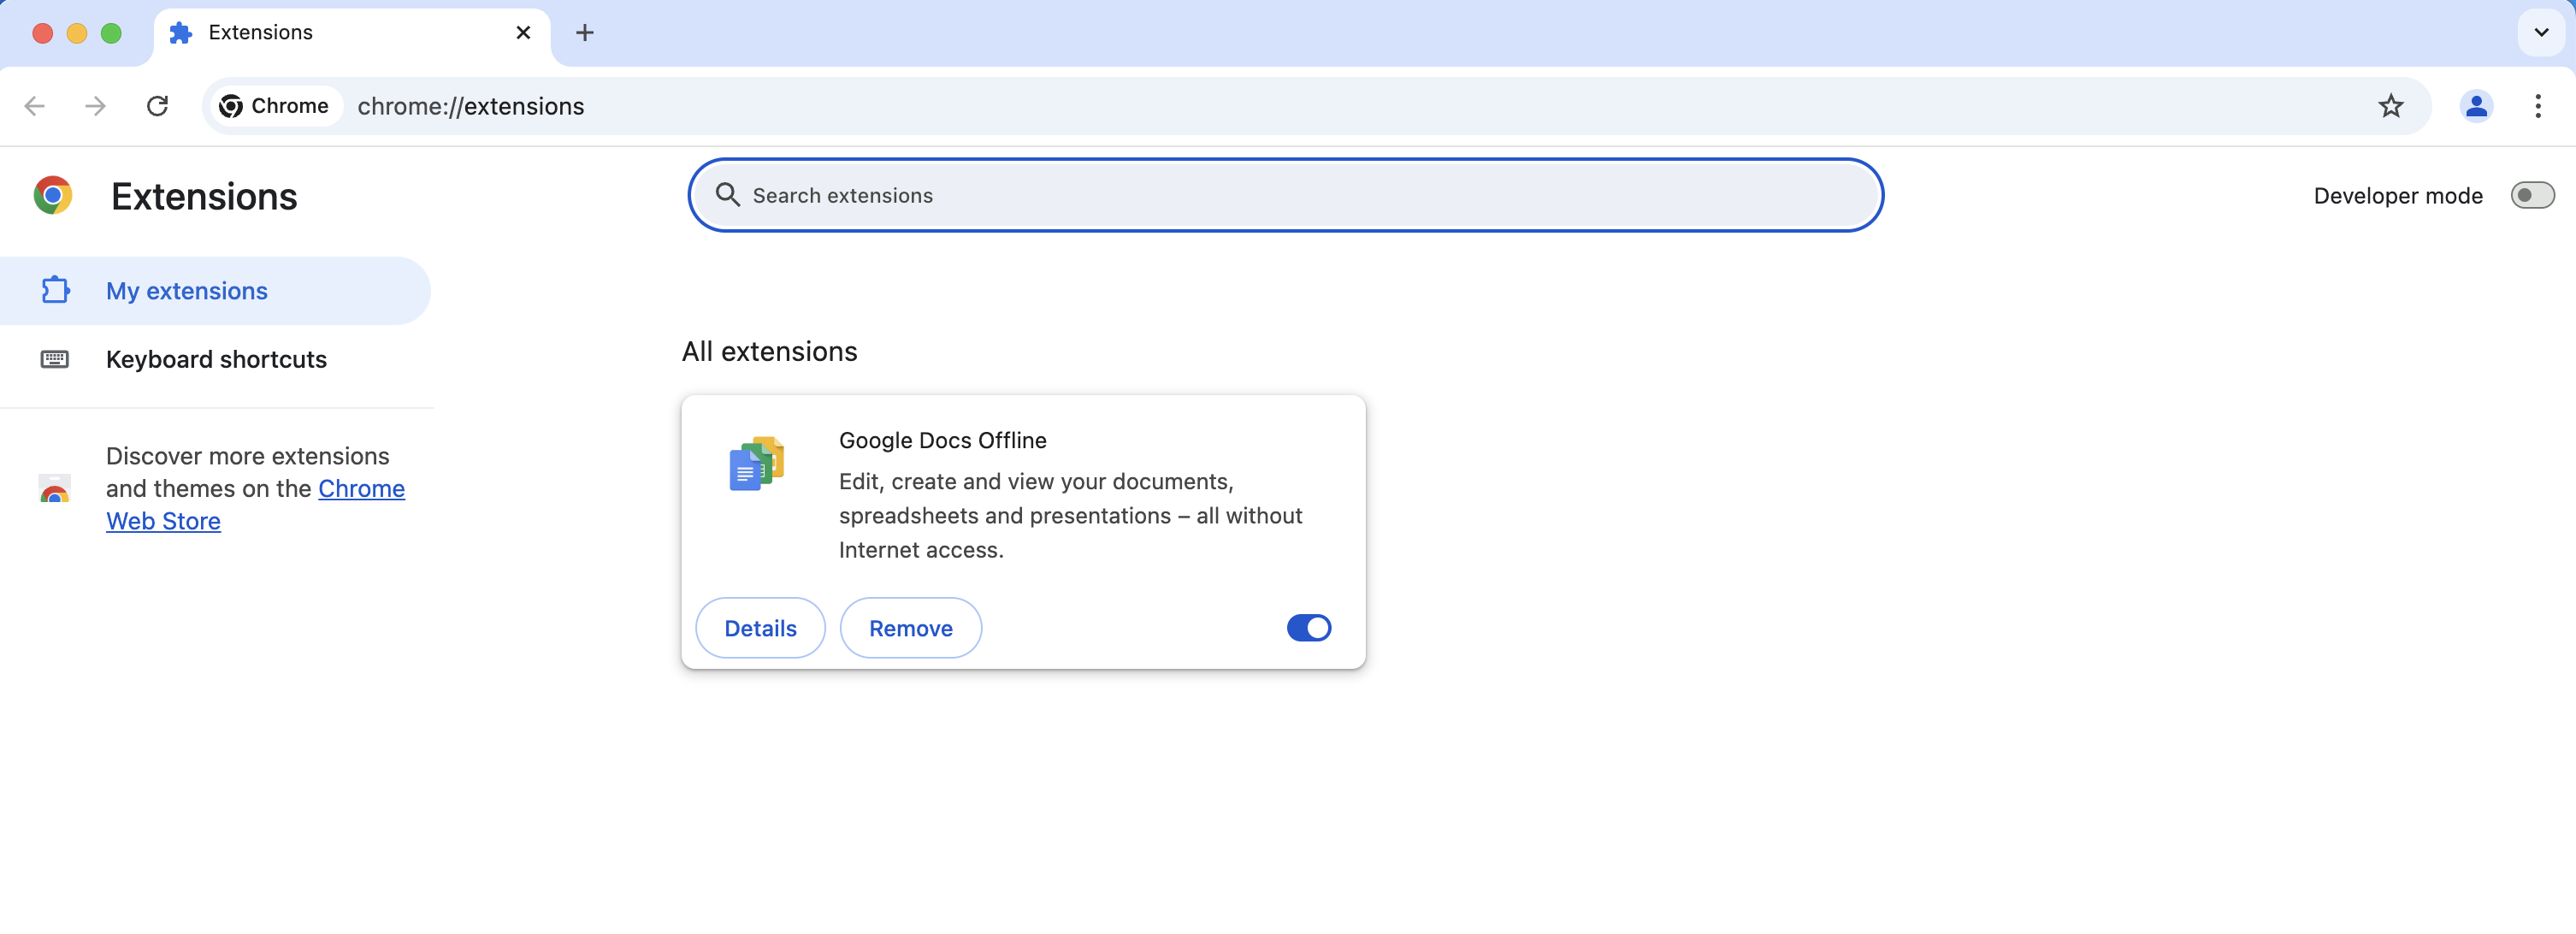 Extensions
Chrome
chrome://extensions
Extensions
Search extensions
Developer mode
My extensions
Keyboard shortcuts
Discover more extensions
and themes on the Chrome
Web Store
All extensions
Google Docs Offline
Edit, create and view your documents,
spreadsheets and presentations – all without
Internet access.
Details
Remove